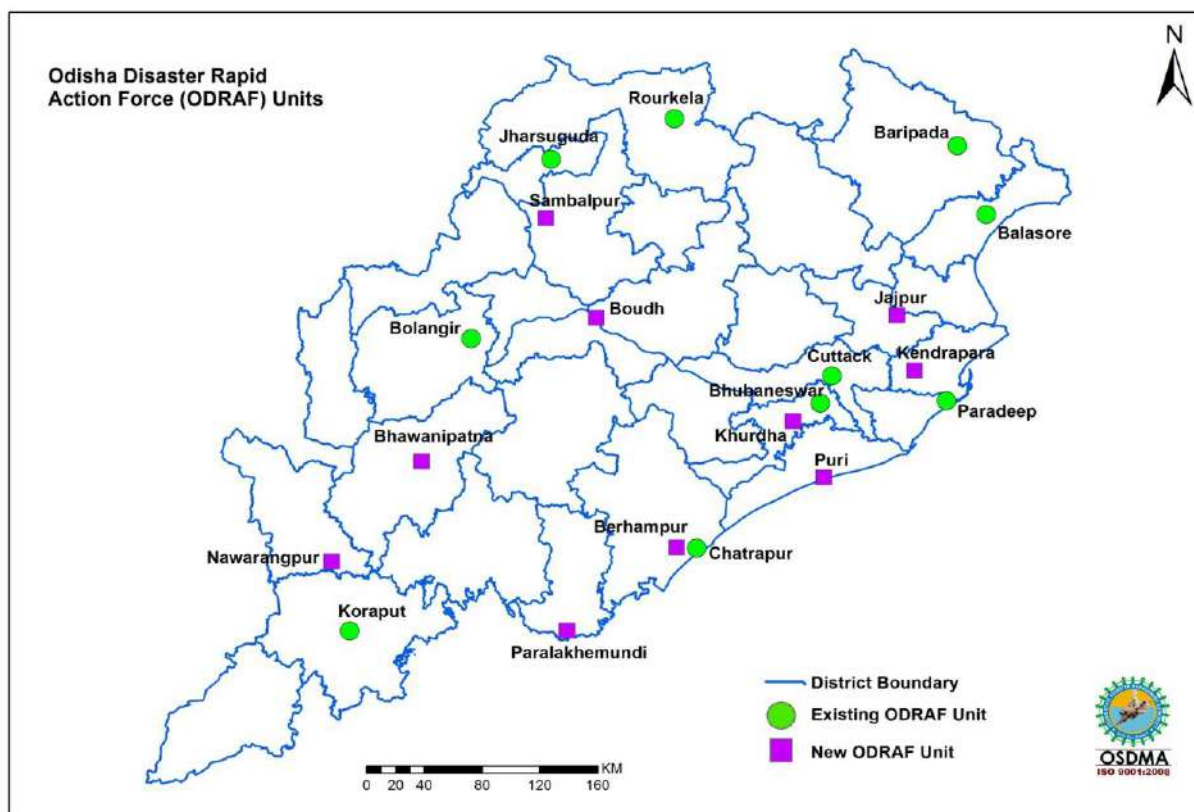 Odisha Disaster Rapid
Action Force (ODRAF) Units
N
Rourkela
Baripada
Jharsuguda
Sambalpur
Balasore
Jajpur
Boudh
Bolangir
Cuttack
Kendrapara
Bhubaneswar
Paradeep
Khurdha
Bhawanipatna
Puri
Berhampur
Chatrapur
Nawarangpur
Koraput
Paralakhemundi
District Boundary
Existing ODRAF Unit
New ODRAF Unit
KM
0 20 40 80 120 160
OSDMA
ISO 9001:2008